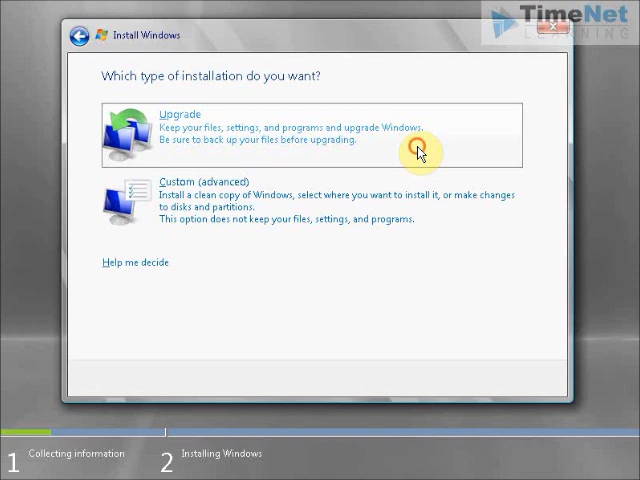 TimeNet
LEARNING
Install Windows
Which type of installation do you want?
Upgrade
Keep your files, settings, and programs and upgrade Windows.
Be sure to back up your files before upgrading.
Custom (advanced)
Install a clean copy of Windows, select where you want to install it, or make changes
to disks and partitions.
This option does not keep your files, settings, and programs.
Help me decide
1 Collecting information
2 Installing Windows